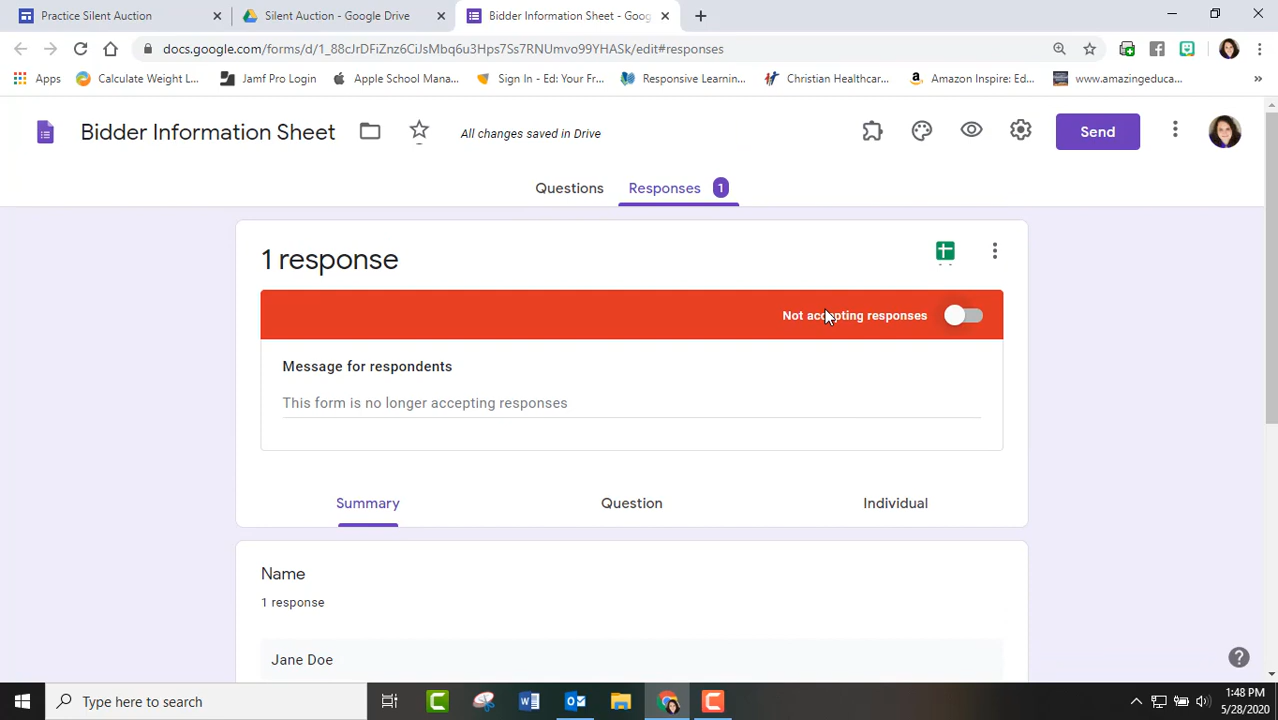 Practice Silent Auction
Silent Auction - Google Drive
Bidder Information Sheet - Goog
docs.google.com/forms/d/1_88cJrDFiZnz6CiJsMbq6u3Hps7Ss7RNUmvo99YHASk/edit#responses
Apps
Calculate Weight L...
Jamf Pro Login
Apple School Mana...
Sign In - Ed: Your Fr...
Responsive Learnin...
Christian Healthcar...
Amazon Inspire: Ed...
www.amazingeduca...
»
Bidder Information Sheet
All changes saved in Drive
Send
Questions
Responses 1
1 response
Not accepting responses
Message for respondents
This form is no longer accepting responses
Summary
Question
Individual
Name
1 response
Jane Doe
Type here to search
1:48 PM
5/28/2020